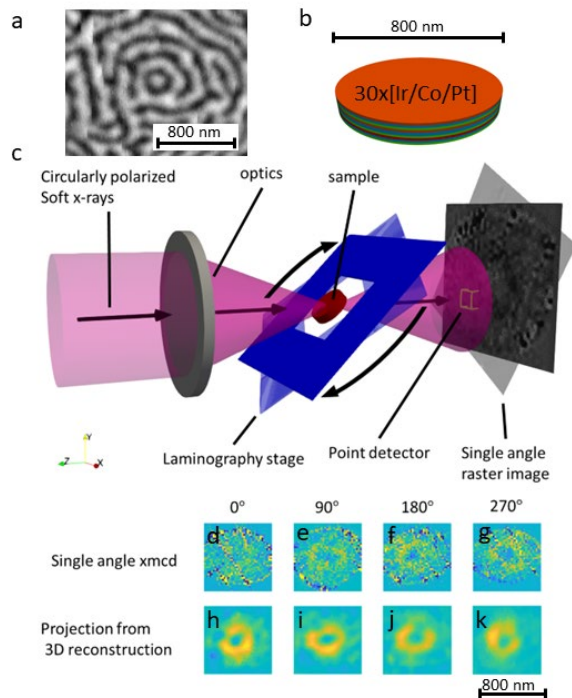 a
b
800 nm
30x[Ir/Co/Pt]
800 nm
c
Circularly polarized
Soft x-rays
optics
sample
Laminography stage
Point detector
Single angle
raster image
Y
Z
X
0°
90°
180°
270°
Single angle xmcd
d
e
f
g
Projection from
3D reconstruction
h
i
j
k
800 nm